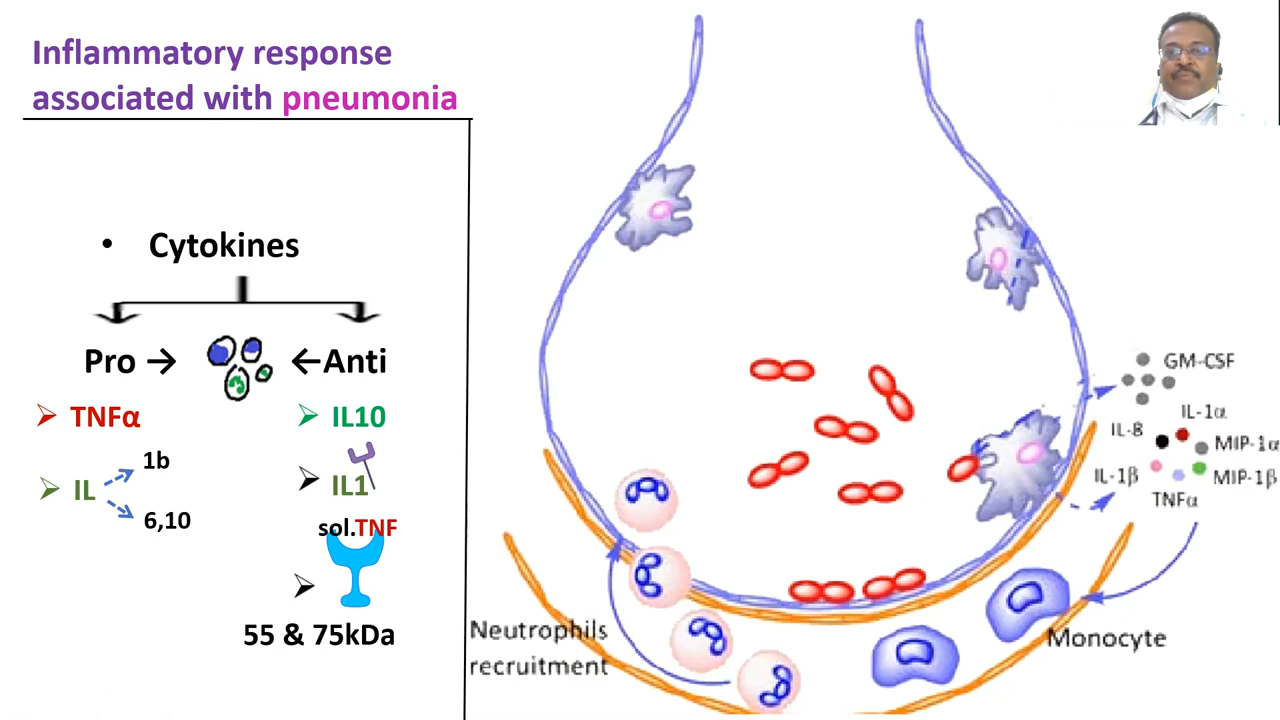 Inflammatory response
associated with pneumonia
• Cytokines
Pro → ←Anti
TNFα
IL
1b
6,10
IL10
IL1
sol.TNF
55 & 75kDa
GM-CSF
IL-1α
IL-8
MIP-1α
IL-1β
MIP-1β
TNFα
Neutrophils
recruitment
Monocyte